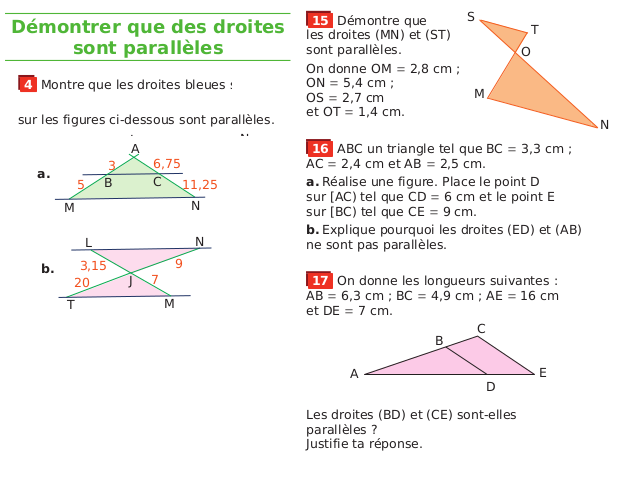 Démontrer que des droites
sont parallèles
4 Montre que les droites bleues
sur les figures ci-dessous sont parallèles.
a.
A
3
6,75
5
B
C
11,25
M
N
b.
L
N
3,15
9
20
J
7
T
M
15 Démontre que
les droites (MN) et (ST)
sont parallèles.
On donne OM = 2,8 cm ;
ON = 5,4 cm ;
OS = 2,7 cm
et OT = 1,4 cm.
S
T
O
M
N
16 ABC un triangle tel que BC = 3,3 cm ;
AC = 2,4 cm et AB = 2,5 cm.
a. Réalise une figure. Place le point D
sur [AC) tel que CD = 6 cm et le point E
sur [BC) tel que CE = 9 cm.
b. Explique pourquoi les droites (ED) et (AB)
ne sont pas parallèles.
17 On donne les longueurs suivantes :
AB = 6,3 cm ; BC = 4,9 cm ; AE = 16 cm
et DE = 7 cm.
C
B
A
E
D
Les droites (BD) et (CE) sont-elles
parallèles ?
Justifie ta réponse.